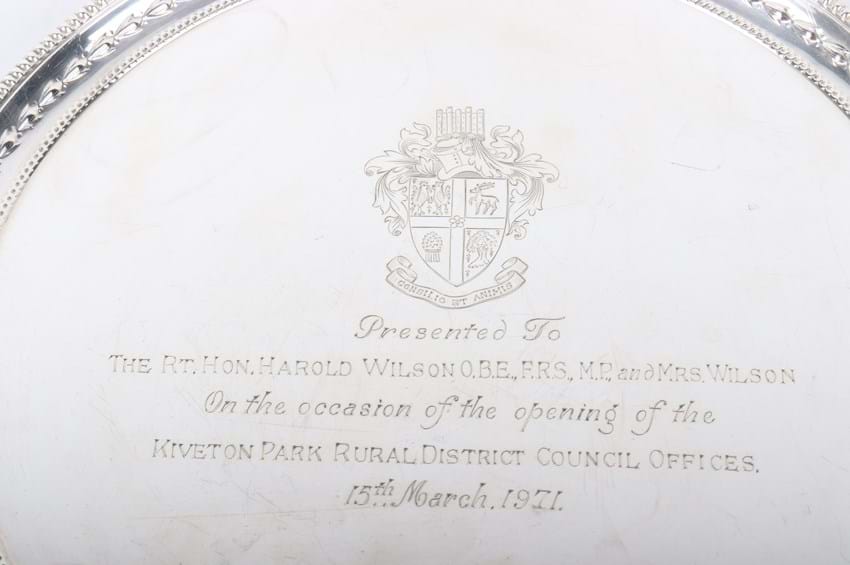 CONSILIO ET ANIMIS
Presented To
THE RT. HON. HAROLD WILSON O.B.E., F.R.S., M.P., and MRS. WILSON
On the occasion of the opening of the
KIVETON PARK RURAL DISTRICT COUNCIL OFFICES.
15th March. 1971.